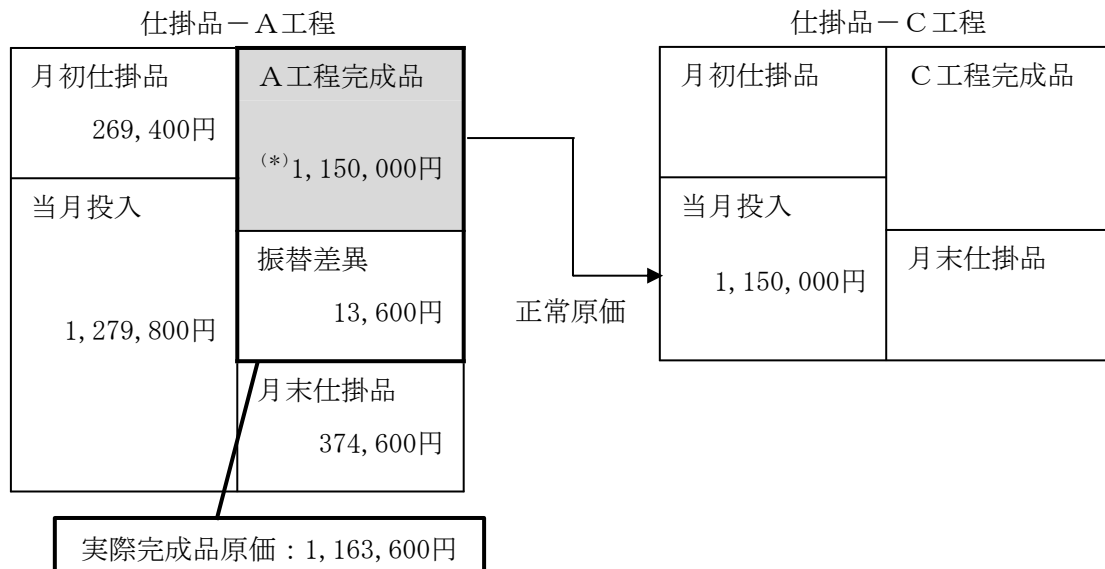 仕掛品-A工程
月初仕掛品
269,400円
当月投入
1,279,800円
A工程完成品
(*)1,150,000円
振替差異
13,600円
月末仕掛品
374,600円
実際完成品原価:1,163,600円
正常原価
仕掛品-C工程
月初仕掛品
当月投入
1,150,000円
C工程完成品
月末仕掛品